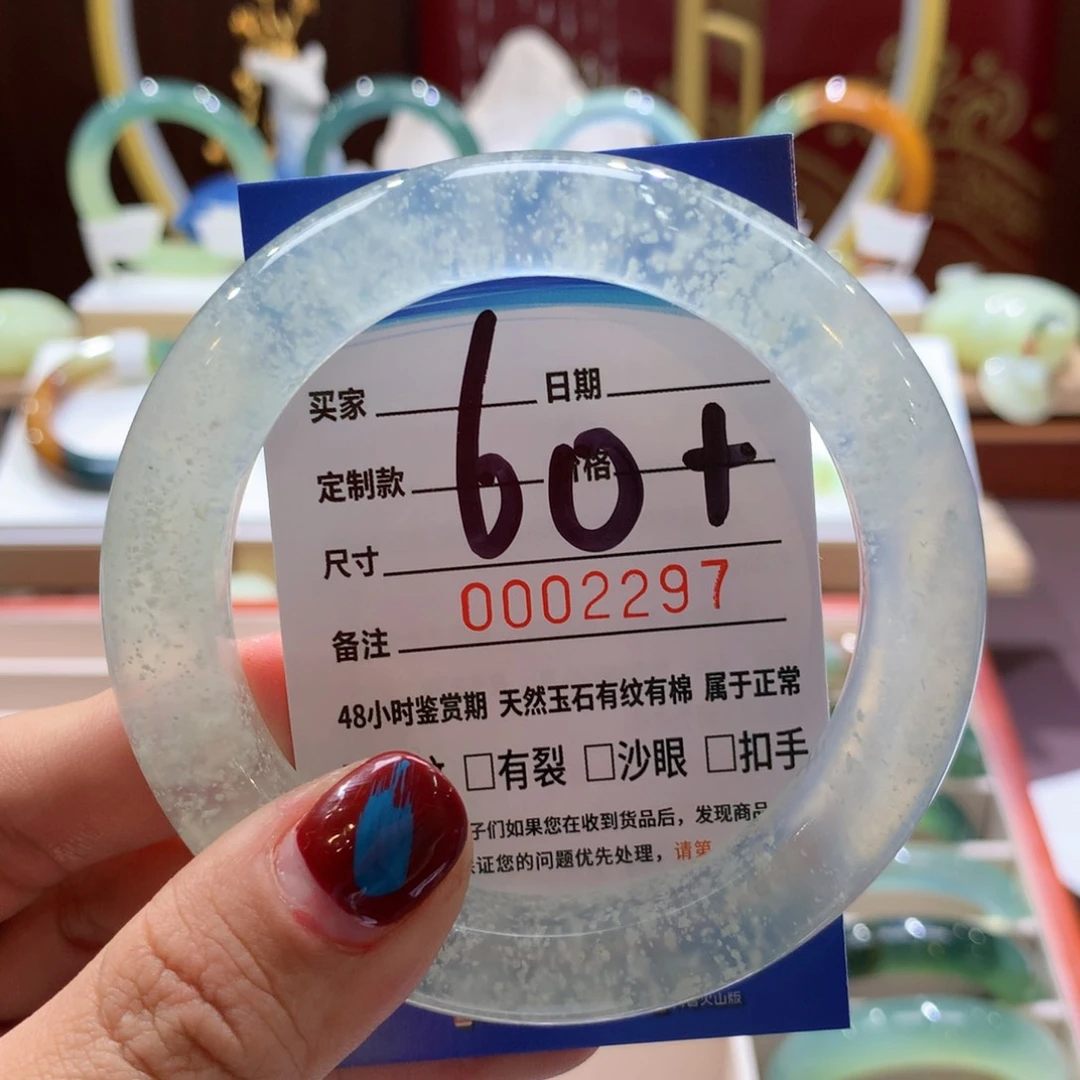 买家 日期
60+
定制款 价格
尺寸
0002297
备注
48小时鉴赏期 天然玉石有纹有棉 属于正常
□有裂 □沙眼 □扣手
子们如果您在收到货品后，发现商品
证您的问题优先处理，请第
火山版